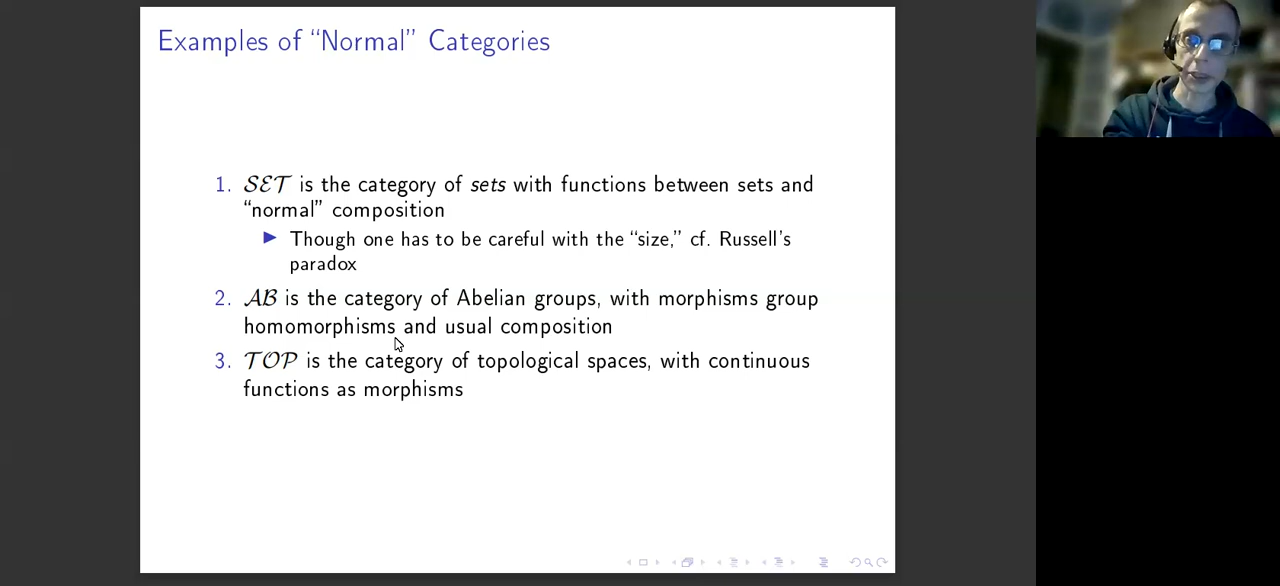 Examples of “Normal” Categories
1. SET is the category of sets with functions between sets and
“normal” composition
▶ Though one has to be careful with the “size,” cf. Russell’s
paradox
2. AB is the category of Abelian groups, with morphisms group
homomorphisms and usual composition
3. TOP is the category of topological spaces, with continuous
functions as morphisms